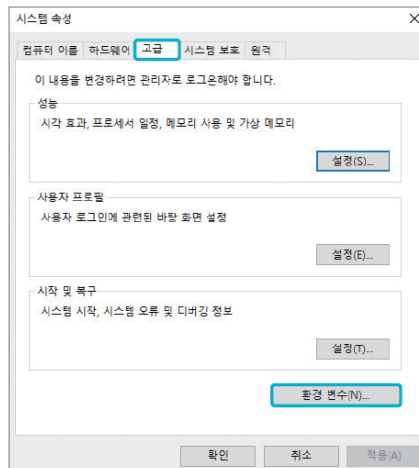 시스템 속성
컴퓨터 이름 하드웨어 고급 시스템 보호 원격
이 내용을 변경하려면 관리자로 로그온해야 합니다.
성능
시각 효과, 프로세서 일정, 메모리 사용 및 가상 메모리
설정(S)...
사용자 프로필
사용자 로그인에 관련된 바탕 화면 설정
설정(E)...
시작 및 복구
시스템 시작, 시스템 오류 및 디버깅 정보
설정(T)...
환경 변수(N)...
확인 취소 적용(A)